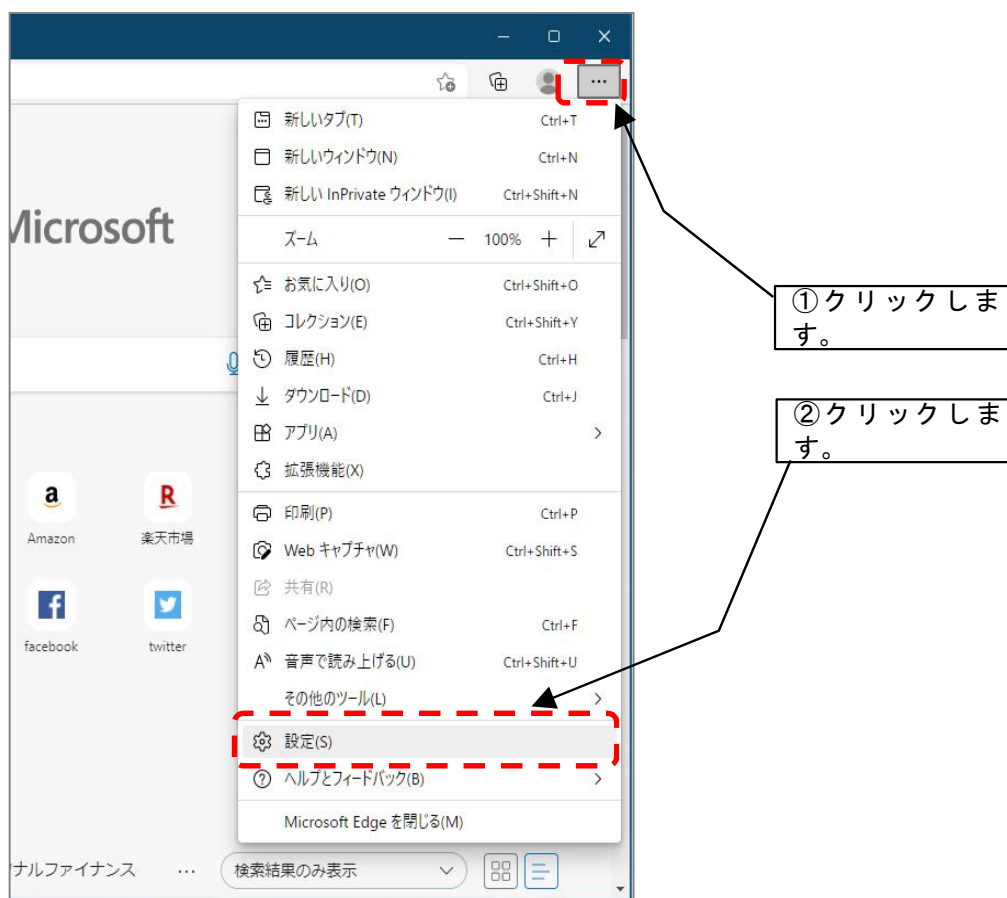 新しいタブ(T) Ctrl+T
新しいウィンドウ(N) Ctrl+N
新しい InPrivate ウィンドウ(I) Ctrl+Shift+N
Microsoft
ズーム 100%
①クリックしま
す。
お気に入り(O) Ctrl+Shift+O
コレクション(E) Ctrl+Shift+Y
履歴(H) Ctrl+H
ダウンロード(D) Ctrl+J
アプリ(A)
拡張機能(X)
②クリックしま
す。
印刷(P) Ctrl+P
Web キャプチャ(W) Ctrl+Shift+S
共有(R)
ページ内の検索(F) Ctrl+F
音声で読み上げる(U) Ctrl+Shift+U
その他のツール(L)
設定(S)
ヘルプとフィードバック(B)
Microsoft Edge を閉じる(M)
a R
Amazon 楽天市場
facebook twitter
ナルファイナンス … 検索結果のみ表示